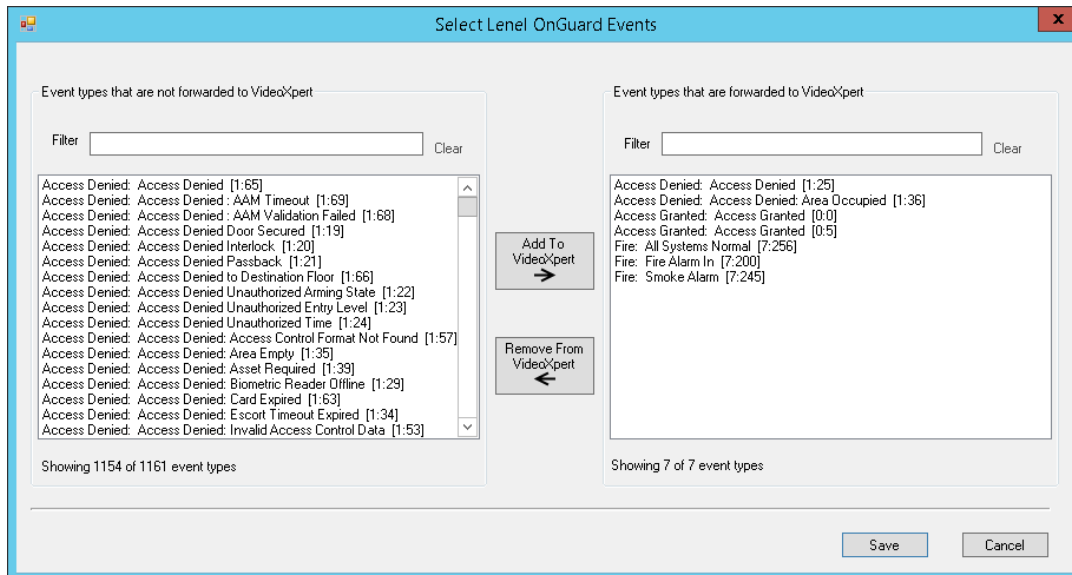 Select Lenel OnGuard Events
x
Event types that are not forwarded to VideoXpert
Filter
Clear
Access Denied:  Access Denied  [1:65]
Access Denied:  Access Denied : AAM Timeout  [1:69]
Access Denied:  Access Denied : AAM Validation Failed  [1:68]
Access Denied:  Access Denied Door Secured  [1:19]
Access Denied:  Access Denied Interlock  [1:20]
Access Denied:  Access Denied Passback  [1:21]
Access Denied:  Access Denied to Destination Floor  [1:66]
Access Denied:  Access Denied Unauthorized Arming State  [1:22]
Access Denied:  Access Denied Unauthorized Entry Level  [1:23]
Access Denied:  Access Denied Unauthorized Time  [1:24]
Access Denied:  Access Denied: Access Control Format Not Found  [1:57]
Access Denied:  Access Denied: Area Empty  [1:35]
Access Denied:  Access Denied: Asset Required  [1:39]
Access Denied:  Access Denied: Biometric Reader Offline  [1:29]
Access Denied:  Access Denied: Card Expired  [1:63]
Access Denied:  Access Denied: Escort Timeout Expired  [1:34]
Access Denied:  Access Denied: Invalid Access Control Data  [1:53]
Showing 1154 of 1161 event types
Add To
VideoXpert
Remove From
VideoXpert
Event types that are forwarded to VideoXpert
Filter
Clear
Access Denied:  Access Denied  [1:25]
Access Denied:  Access Denied: Area Occupied  [1:36]
Access Granted:  Access Granted  [0:0]
Access Granted:  Access Granted  [0:5]
Fire:  All Systems Normal  [7:256]
Fire:  Fire Alarm In  [7:200]
Fire:  Smoke Alarm  [7:245]
Showing 7 of 7 event types
Save
Cancel